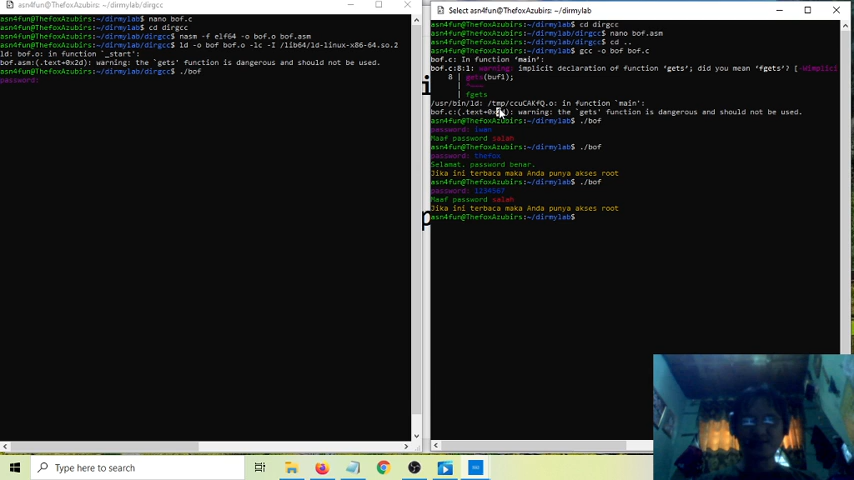 asn4fun@ThefoxAzubirs: ~/dirmylab/dirgcc
asn4fun@ThefoxAzubirs:~/dirmylab$ nano bof.c
asn4fun@ThefoxAzubirs:~/dirmylab$ cd dirgcc
asn4fun@ThefoxAzubirs:~/dirmylab/dirgcc$ nasm -f elf64 -o bof.o bof.asm
asn4fun@ThefoxAzubirs:~/dirmylab/dirgcc$ ld -o bof bof.o -lc -I /lib64/ld-linux-x86-64.so.2
ld: bof.o: in function `_start':
bof.asm:(.text+0x2d): warning: the `gets' function is dangerous and should not be used.
asn4fun@ThefoxAzubirs:~/dirmylab/dirgcc$ ./bof
password:
Select asn4fun@ThefoxAzubirs: ~/dirmylab
asn4fun@ThefoxAzubirs:~/dirmylab$ cd dirgcc
asn4fun@ThefoxAzubirs:~/dirmylab/dirgcc$ nano bof.asm
asn4fun@ThefoxAzubirs:~/dirmylab/dirgcc$ cd ..
asn4fun@ThefoxAzubirs:~/dirmylab$ gcc -o bof bof.c
bof.c: In function ‘main’:
bof.c:8:1: warning: implicit declaration of function ‘gets’; did you mean ‘fgets’? [-Wimplici
8 | gets(buf1);
| ^~~~
| fgets
/usr/bin/ld: /tmp/ccuCAKfQ.o: in function `main':
bof.c:(.text+0x): warning: the `gets' function is dangerous and should not be used.
asn4fun@ThefoxAzubirs:~/dirmylab$ ./bof
password: iwan
Maaf password salah
asn4fun@ThefoxAzubirs:~/dirmylab$ ./bof
password: thefox
Selamat. password benar.
Jika ini terbaca maka Anda punya akses root
asn4fun@ThefoxAzubirs:~/dirmylab$ ./bof
password: 1234567
Maaf password salah
Jika ini terbaca maka Anda punya akses root
asn4fun@ThefoxAzubirs:~/dirmylab$
Type here to search